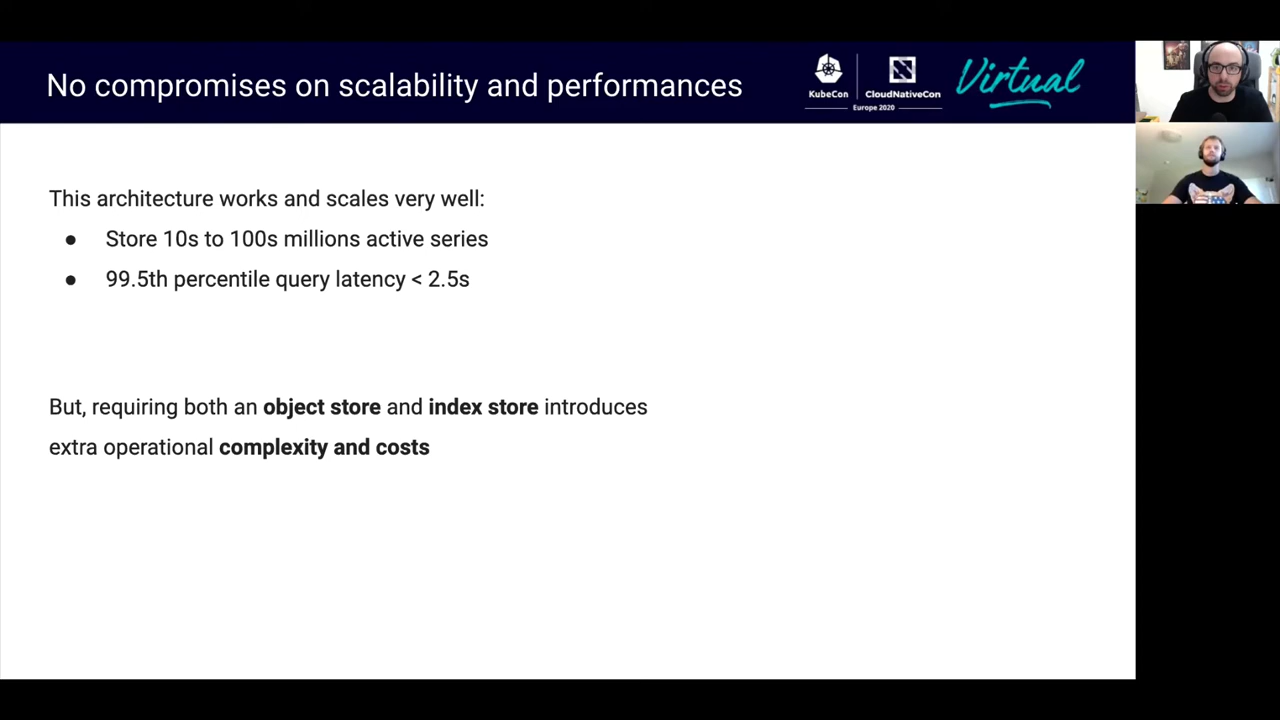 No compromises on scalability and performances
KubeCon
CloudNativeCon
Europe 2020
Virtual
This architecture works and scales very well:
● Store 10s to 100s millions active series
● 99.5th percentile query latency < 2.5s
But, requiring both an object store and index store introduces
extra operational complexity and costs